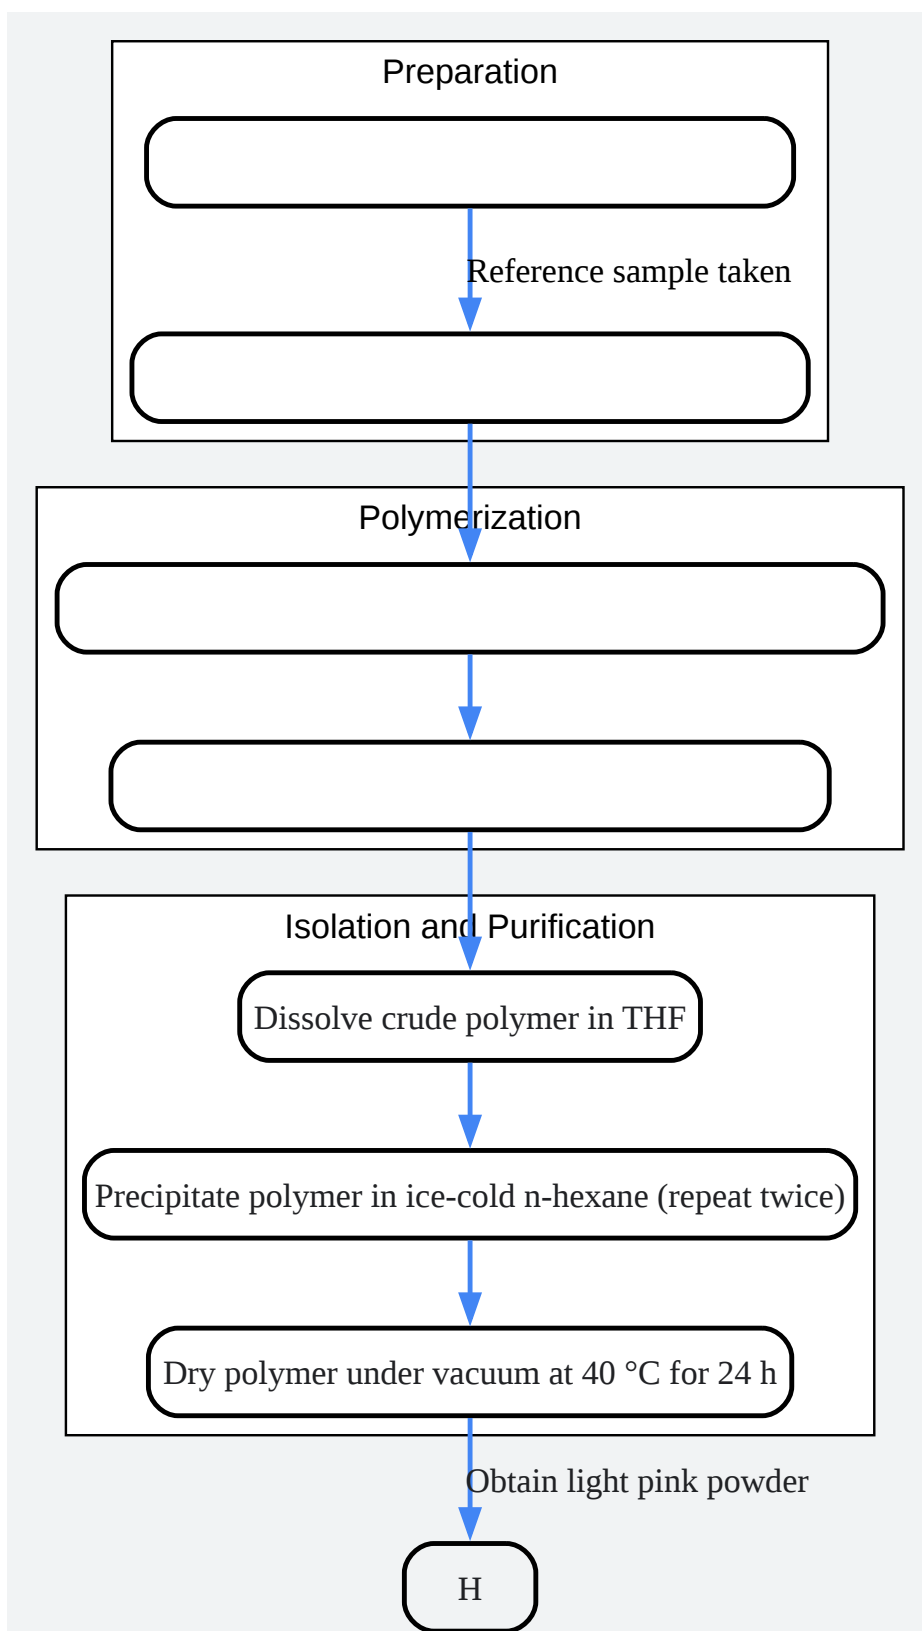 Preparation
Reference sample taken
Polymerization
Isolation and Purification
Dissolve crude polymer in THF
Precipitate polymer in ice-cold n-hexane (repeat twice)
Dry polymer under vacuum at 40 °C for 24 h
Obtain light pink powder
H